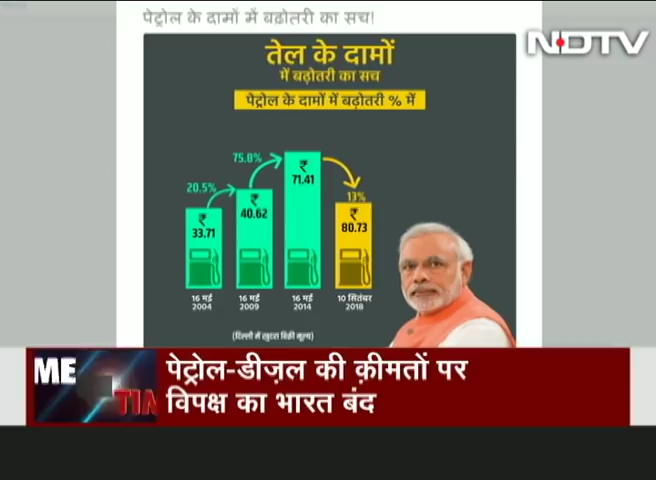 पेट्रोल के दामों में बढ़ोतरी का सच!
NDTV
तेल के दामों
में बढ़ोतरी का सच
पेट्रोल के दामों में बढ़ोतरी % में
20.5%
75.8%
13%
₹
33.71
₹
40.62
₹
71.41
₹
80.73
16 मई
2004
16 मई
2009
16 मई
2014
10 सितंबर
2018
(दिल्ली में खुदरा बिक्री मूल्य)
ME
TIM
पेट्रोल-डीज़ल की क़ीमतों पर
विपक्ष का भारत बंद